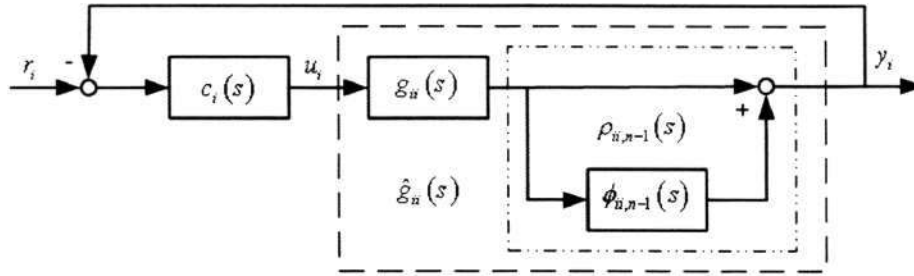 r_i
-
c_i(s)
u_i
g_ii(s)
+
y_i
ρ_ii,n-1(s)
ĝ_ii(s)
ϕ_ii,n-1(s)